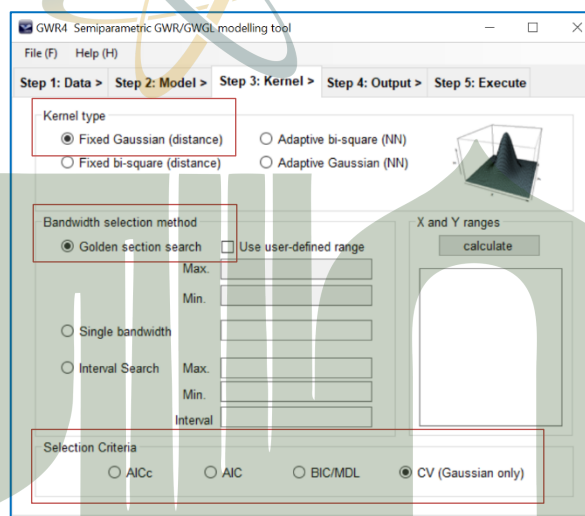 GWR4 Semiparametric GWR/GWGL modelling tool
File (F) Help (H)
Step 1: Data > Step 2: Model > Step 3: Kernel > Step 4: Output > Step 5: Execute
Kernel type
Fixed Gaussian (distance) Adaptive bi-square (NN)
Fixed bi-square (distance) Adaptive Gaussian (NN)
Bandwidth selection method
Golden section search Use user-defined range
Max.
Min.
Single bandwidth
Interval Search Max.
Min.
Interval
X and Y ranges
calculate
Selection Criteria
AICc AIC BIC/MDL CV (Gaussian only)